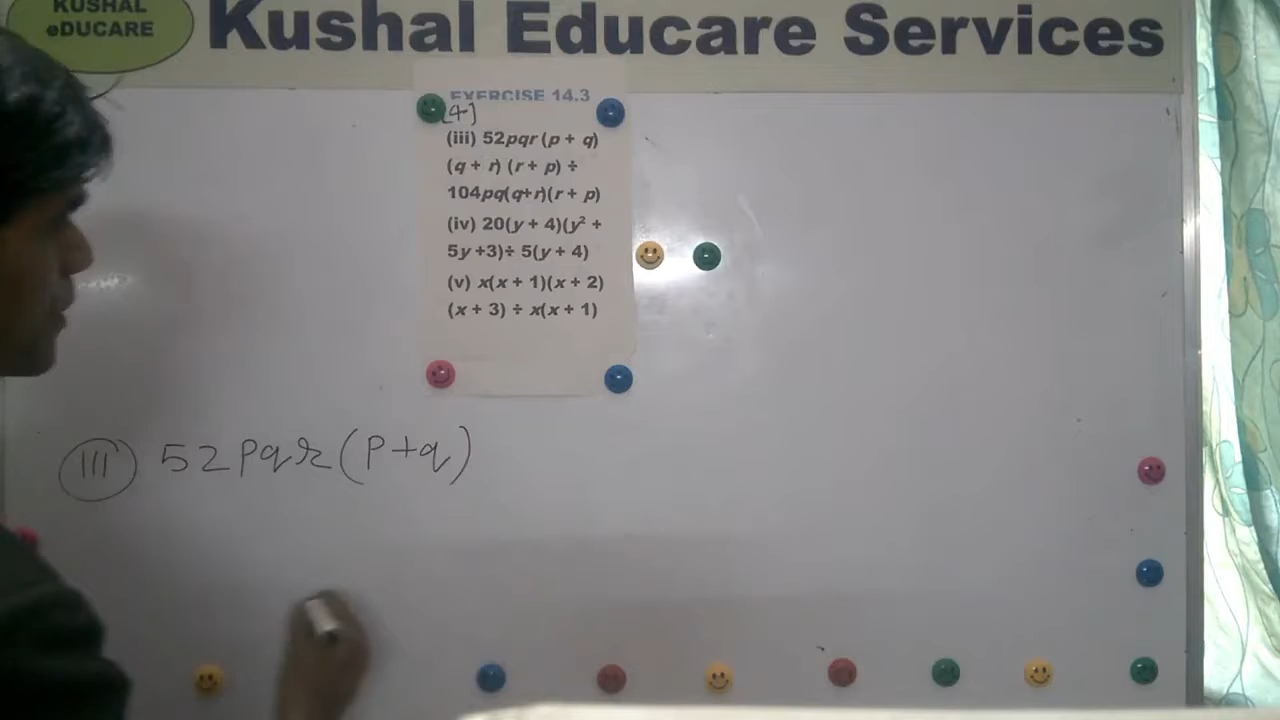 KUSHAL
eDUCARE
Kushal Educare Services
EXERCISE 14.3
[4]
(iii) 52pqr (p + q)
(q + r) (r + p) ÷
104pq(q+r)(r + p)
(iv) 20(y + 4)(y² +
5y +3)÷ 5(y + 4)
(v) x(x + 1)(x + 2)
(x + 3) ÷ x(x + 1)
III 52pqr(p+q)